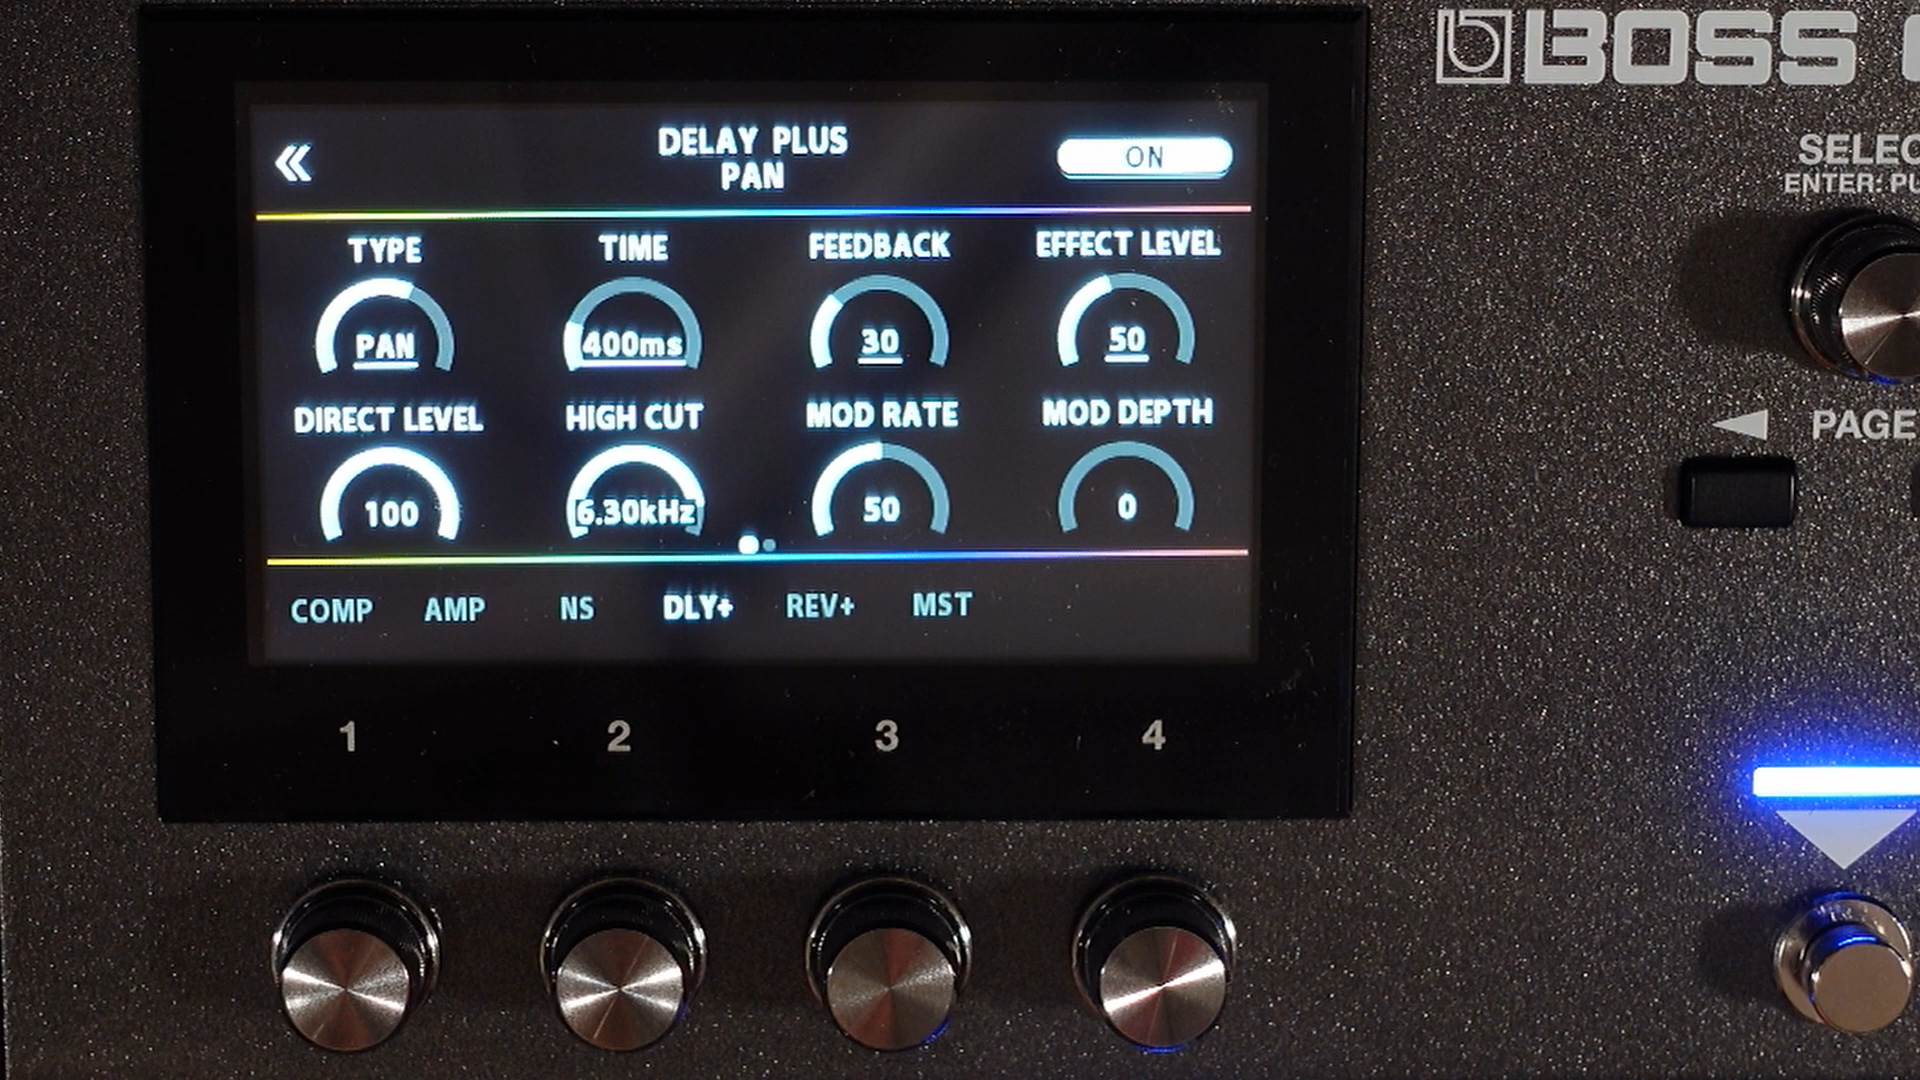 BOSS
DELAY PLUS
PAN
ON
SELEC
ENTER: PU
TYPE TIME FEEDBACK EFFECT LEVEL
PAN 400ms 30 50
DIRECT LEVEL HIGH CUT MOD RATE MOD DEPTH
PAGE
100 6.30kHz 50 0
COMP AMP NS DLY+ REV+ MST
1 2 3 4